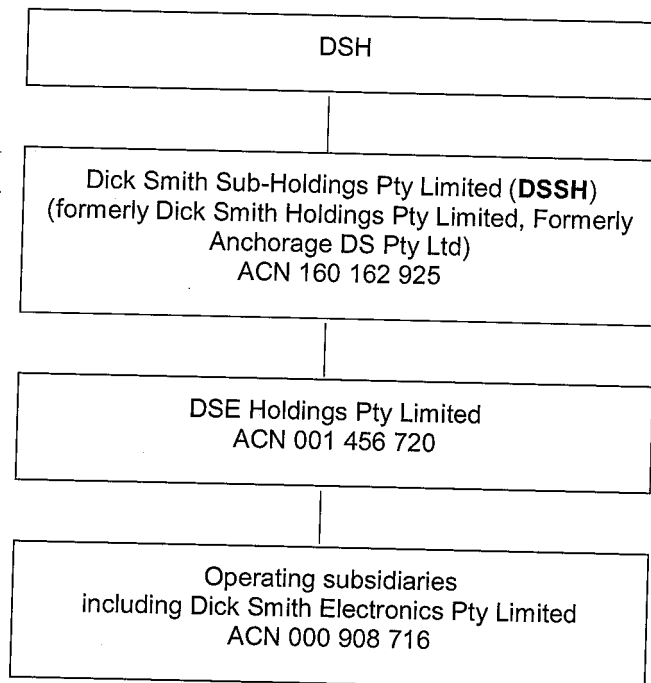 DSH
Dick Smith Sub-Holdings Pty Limited (DSSH)
(formerly Dick Smith Holdings Pty Limited, Formerly
Anchorage DS Pty Ltd)
ACN 160 162 925
DSE Holdings Pty Limited
ACN 001 456 720
Operating subsidiaries
including Dick Smith Electronics Pty Limited
ACN 000 908 716